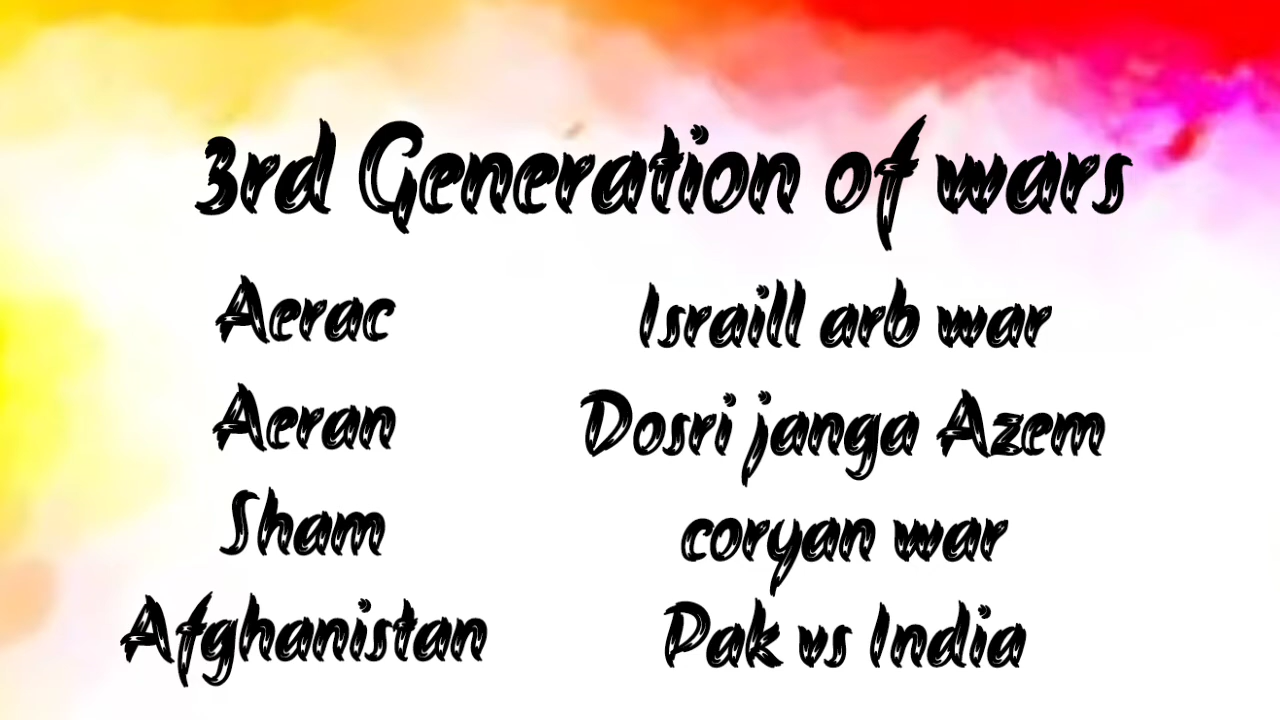 3rd Generation of wars
Aerac
Aeran
Sham
Afghanistan
Israill arb war
Dosri janga Azem
coryan war
Pak vs India